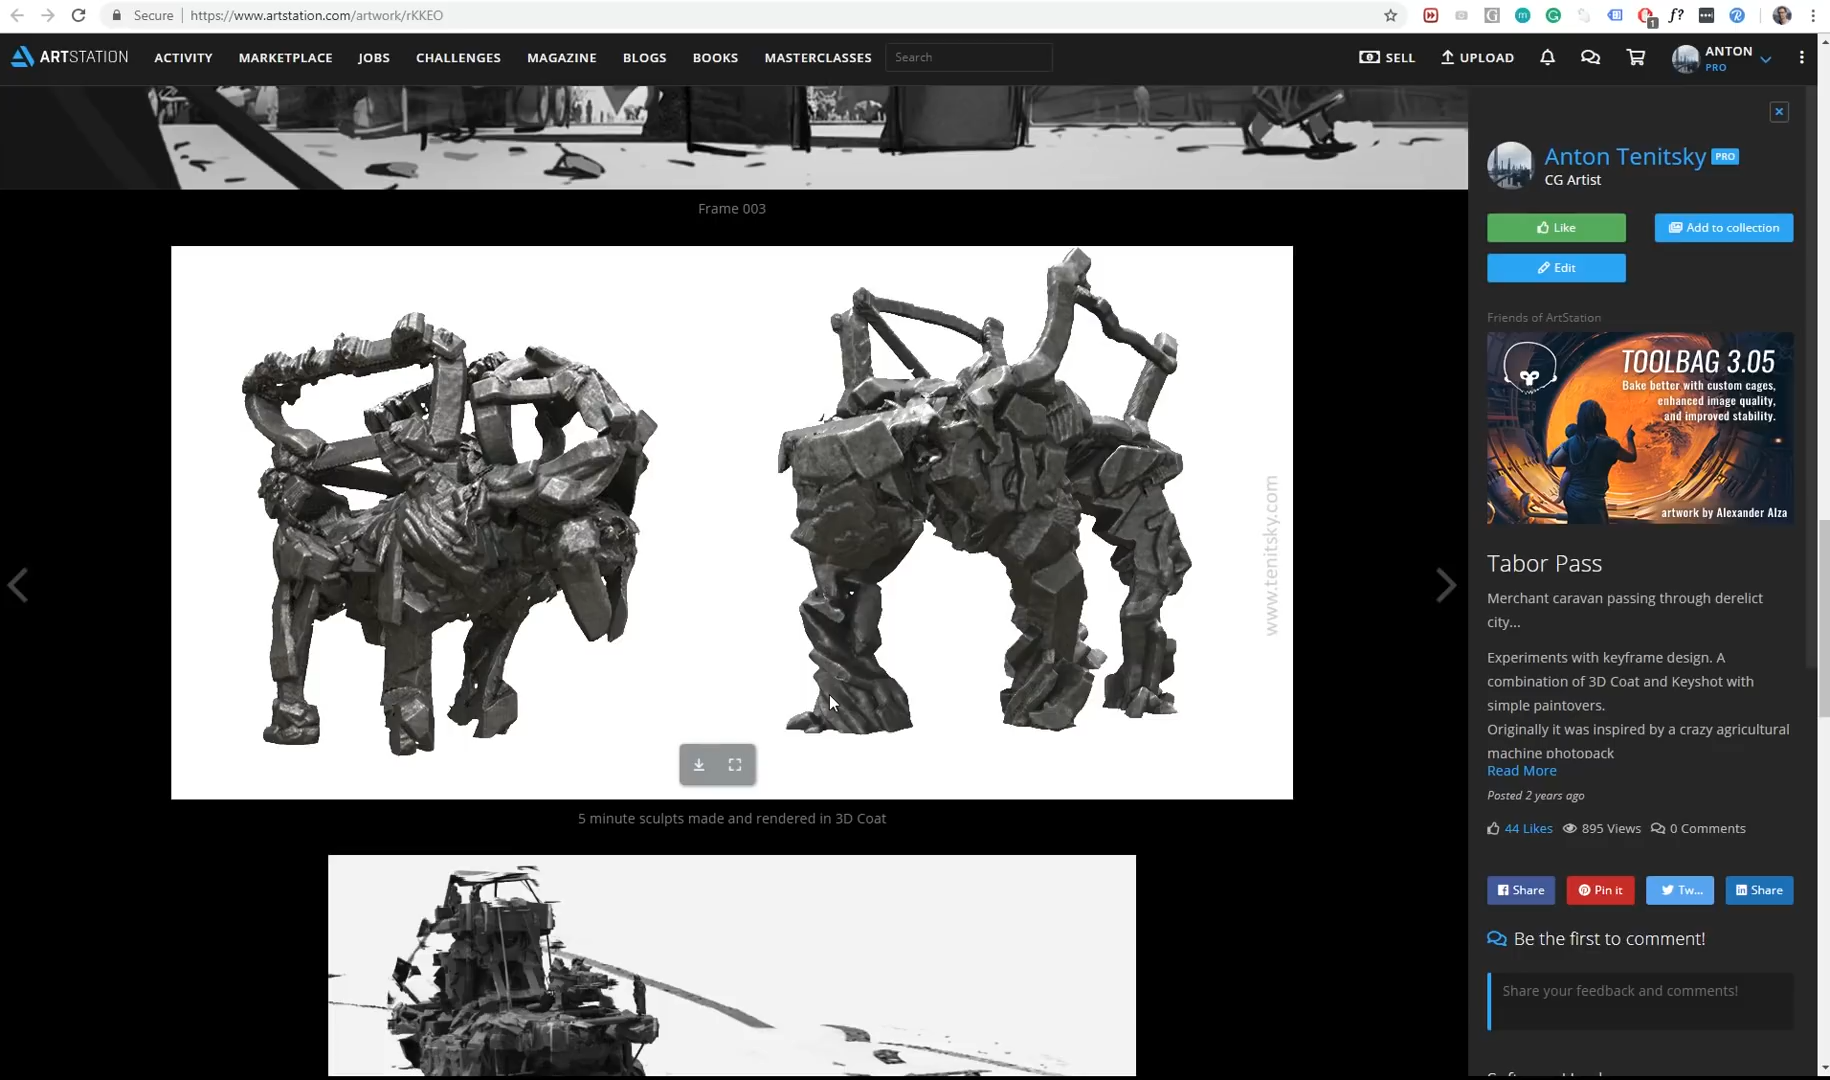 Secure
https://www.artstation.com/artwork/rKKEO
ARTSTATION
ACTIVITY
MARKETPLACE
JOBS
CHALLENGES
MAGAZINE
BLOGS
BOOKS
MASTERCLASSES
Search
SELL
UPLOAD
ANTON
PRO
Anton Tenitsky PRO
CG Artist
Frame 003
Like
Add to collection
Edit
Friends of ArtStation
TOOLBAG 3.05
Bake better with custom cages,
enhanced image quality,
and improved stability.
artwork by Alexander Alza
www.tenitsky.com
Tabor Pass
Merchant caravan passing through derelict
city...
Experiments with keyframe design. A
combination of 3D Coat and Keyshot with
simple paintovers.
Originally it was inspired by a crazy agricultural
machine photopack
Read More
Posted 2 years ago
5 minute sculpts made and rendered in 3D Coat
44 Likes
895 Views
0 Comments
Share
Pin it
Tw...
Share
Be the first to comment!
Share your feedback and comments!